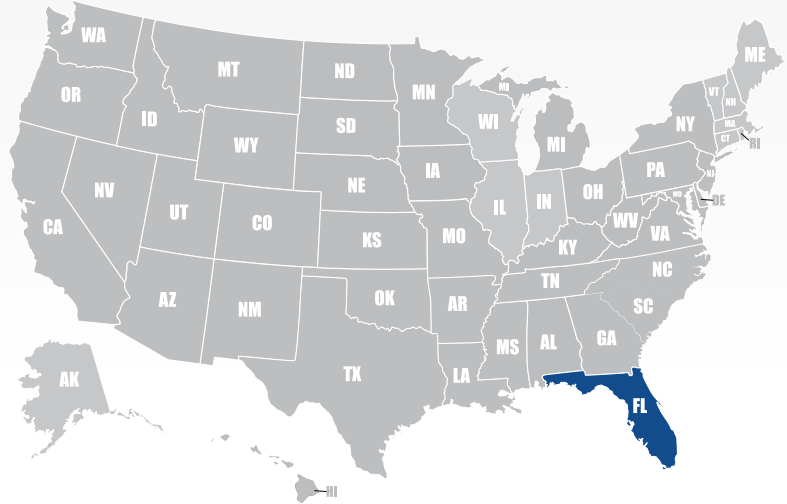 WA
MT
ND
MN
MI
ME
VT
NH
OR
ID
SD
WI
NY
MA
CT
RI
WY
MI
IA
PA
NJ
NV
NE
OH
MD
DE
UT
CO
IL
IN
WV
VA
CA
KS
MO
KY
NC
TN
AZ
NM
OK
AR
SC
MS
AL
GA
AK
TX
LA
FL
HI